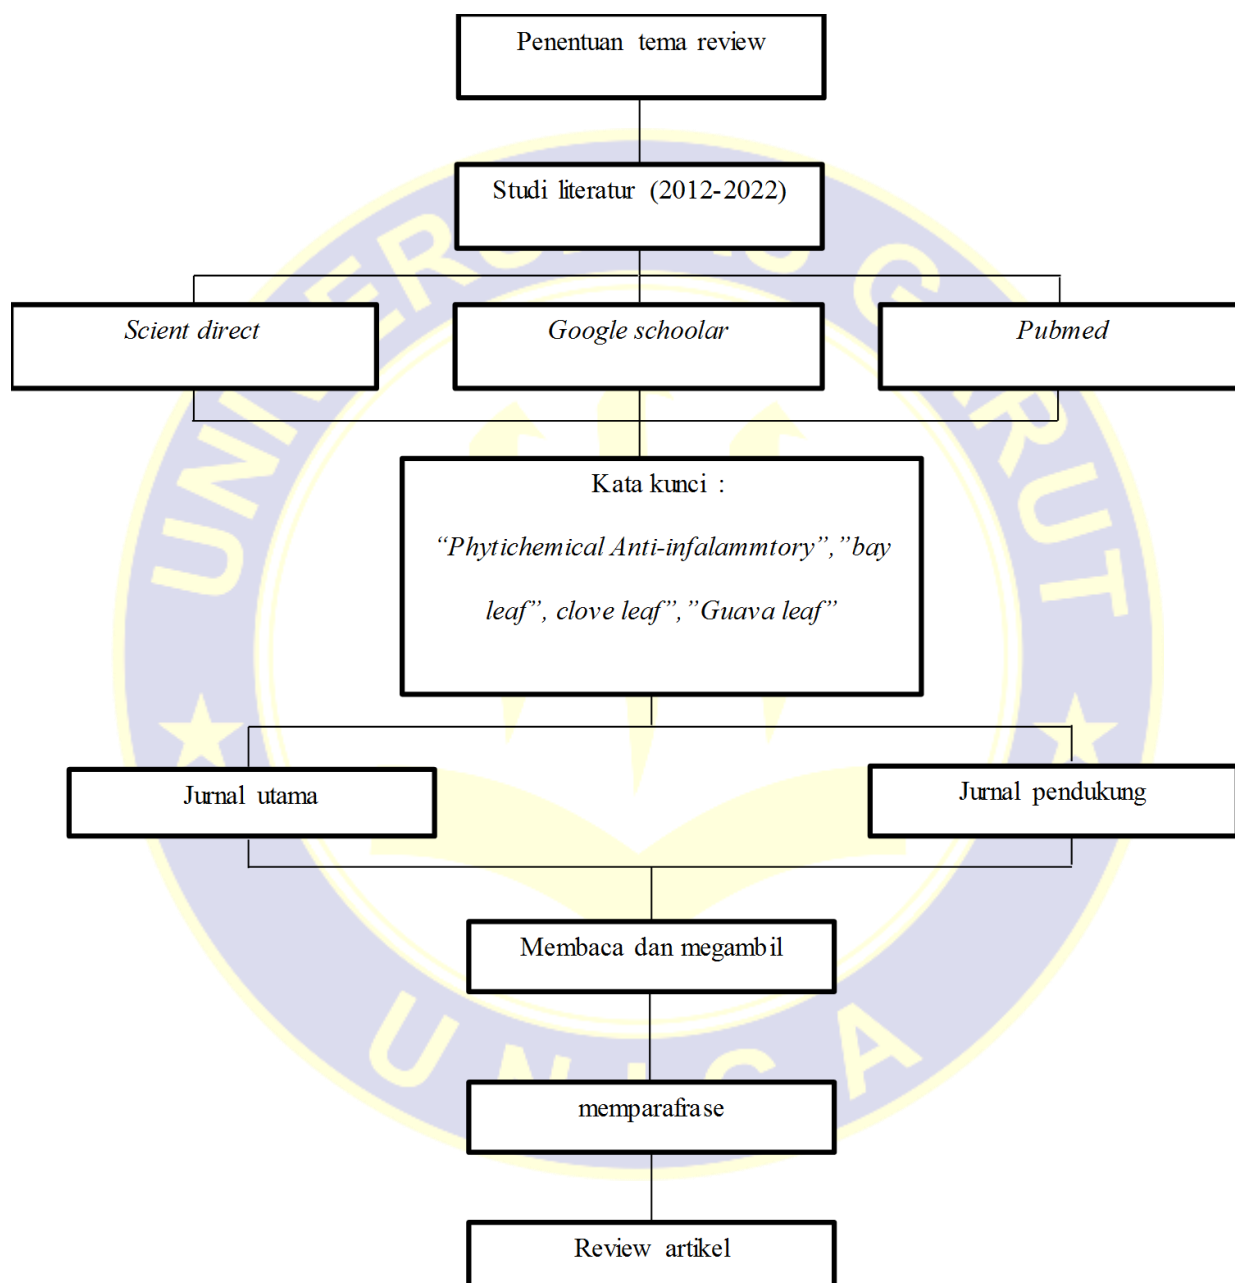 Penentuan tema review
Studi literatur (2012-2022)
Scient direct
Google schoolar
Pubmed
Kata kunci :
“Phytichemical Anti-infalammtory”,”bay
leaf”, clove leaf”,”Guava leaf”
Jurnal utama
Jurnal pendukung
Membaca dan megambil
memparafrase
Review artikel
UNIGA